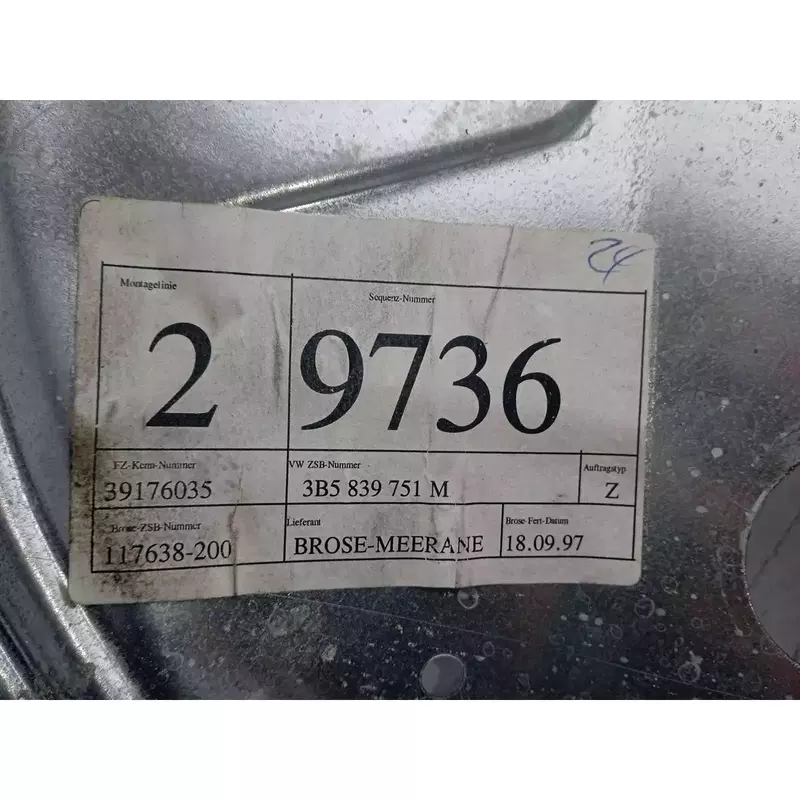 24
Montagelinie Sequenz-Nummer
2 9736
FZ-Kenn-Nummer VW ZSB-Nummer Auftragstyp
39176035 3B5 839 751 M Z
Brose-ZSB-Nummer Lieferant Brose-Fert-Datum
117638-200 BROSE-MEERANE 18.09.97